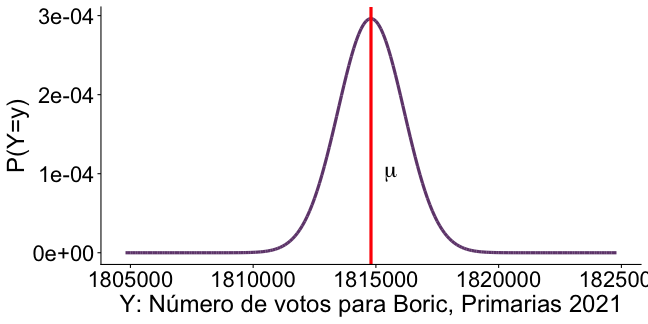 P(Y=y)
3e-04
2e-04
1e-04
0e+00
μ
1805000 1810000 1815000 1820000 182500
Y: Número de votos para Boric, Primarias 2021